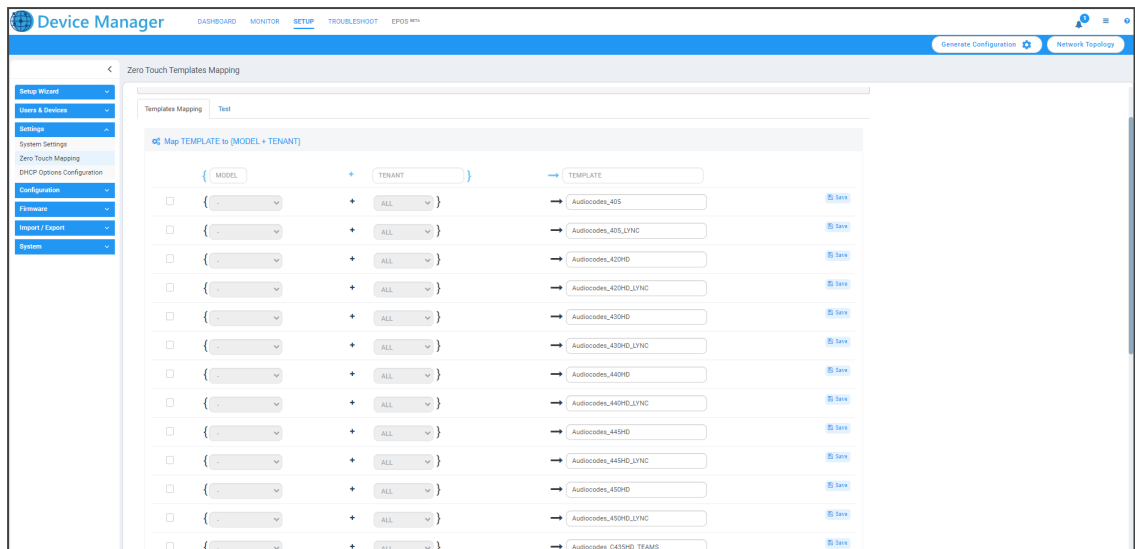 Device Manager DASHBOARD MONITOR SETUP TROUBLESHOOT EPOS BETA 1
Generate Configuration Network Topology
Zero Touch Templates Mapping
Setup Wizard
Users & Devices
Settings
System Settings
Zero Touch Mapping
DHCP Options Configuration
Configuration
Firmware
Import / Export
System
Templates Mapping Test
Map TEMPLATE to {MODEL + TENANT}
{ MODEL + TENANT } → TEMPLATE
{ - + ALL } → Audiocodes_405 Save
{ - + ALL } → Audiocodes_405_LYNC Save
{ - + ALL } → Audiocodes_420HD Save
{ - + ALL } → Audiocodes_420HD_LYNC Save
{ - + ALL } → Audiocodes_430HD Save
{ - + ALL } → Audiocodes_430HD_LYNC Save
{ - + ALL } → Audiocodes_440HD Save
{ - + ALL } → Audiocodes_440HD_LYNC Save
{ - + ALL } → Audiocodes_445HD Save
{ - + ALL } → Audiocodes_445HD_LYNC Save
{ - + ALL } → Audiocodes_450HD Save
{ - + ALL } → Audiocodes_450HD_LYNC Save
{ - + ALL } → Audiocodes_C435HD_TEAMS Save